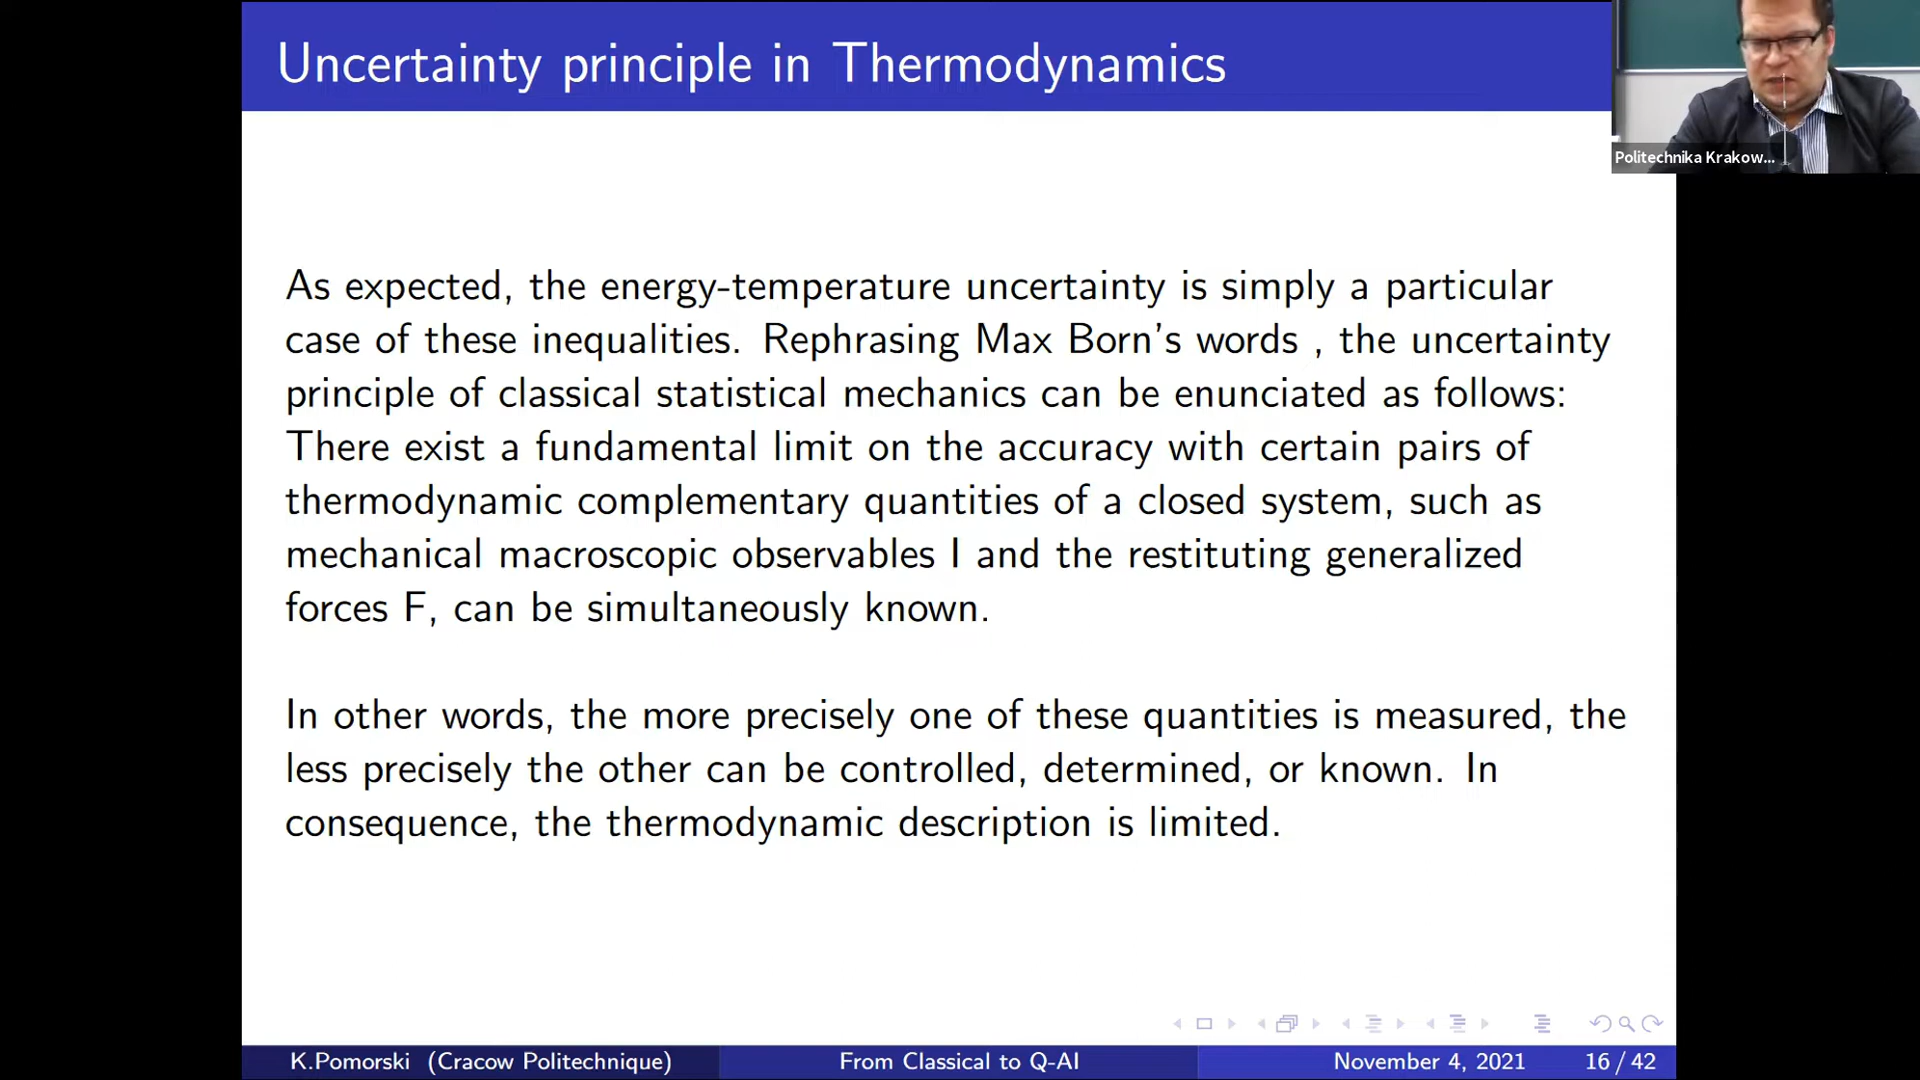 Uncertainty principle in Thermodynamics
Politechnika Krakow...
As expected, the energy-temperature uncertainty is simply a particular
case of these inequalities. Rephrasing Max Born's words , the uncertainty
principle of classical statistical mechanics can be enunciated as follows:
There exist a fundamental limit on the accuracy with certain pairs of
thermodynamic complementary quantities of a closed system, such as
mechanical macroscopic observables I and the restituting generalized
forces F, can be simultaneously known.
In other words, the more precisely one of these quantities is measured, the
less precisely the other can be controlled, determined, or known. In
consequence, the thermodynamic description is limited.
K.Pomorski (Cracow Politechnique)
From Classical to Q-AI
November 4, 2021
16 / 42